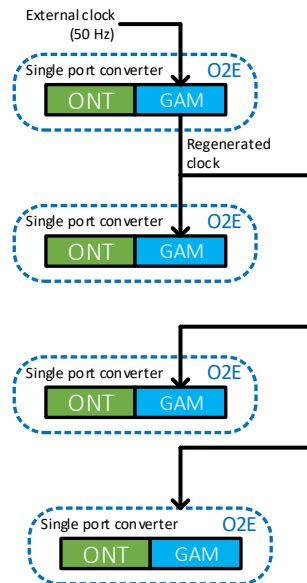 External clock
(50 Hz)
Single port converter O2E
ONT GAM
Regenerated
clock
Single port converter O2E
ONT GAM
Single port converter O2E
ONT GAM
Single port converter O2E
ONT GAM